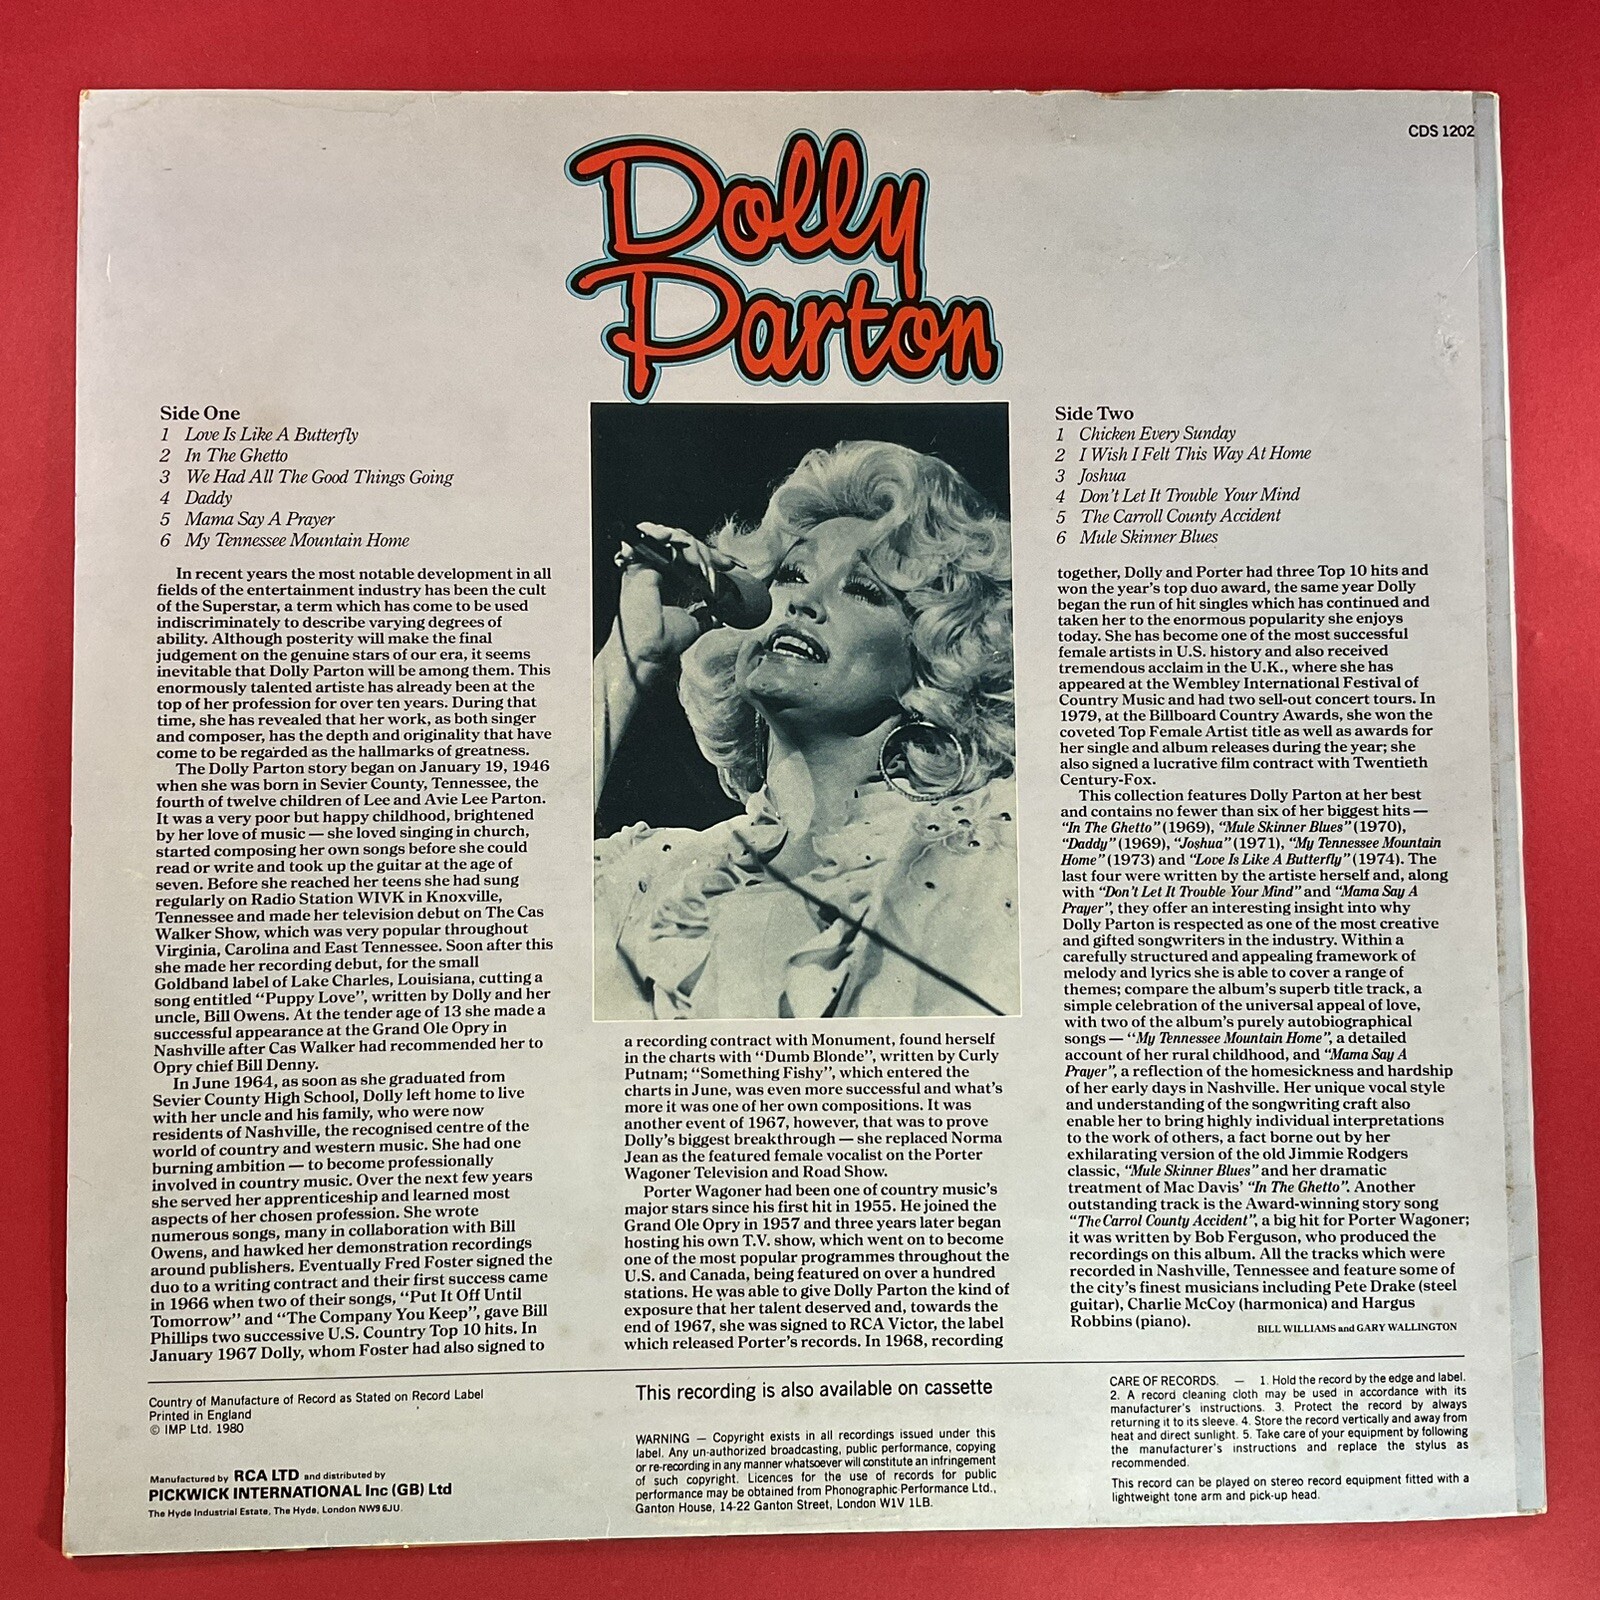 CDS 1202
Dolly
Parton
Side One
1 Love Is Like A Butterfly
2 In The Ghetto
3 We Had All The Good Things Going
4 Daddy
5 Mama Say A Prayer
6 My Tennessee Mountain Home
In recent years the most notable development in all
fields of the entertainment industry has been the cult
of the Superstar, a term which has come to be used
indiscriminately to describe varying degrees of
ability. Although posterity will make the final
judgement on the genuine stars of our era, it seems
inevitable that Dolly Parton will be among them. This
enormously talented artiste has already been at the
top of her profession for over ten years. During that
time, she has revealed that her work, as both singer
and composer, has the depth and originality that have
come to be regarded as the hallmarks of greatness.
The Dolly Parton story began on January 19, 1946
when she was born in Sevier County, Tennessee, the
fourth of twelve children of Lee and Avie Lee Parton.
It was a very poor but happy childhood, brightened
by her love of music — she loved singing in church,
started composing her own songs before she could
read or write and took up the guitar at the age of
seven. Before she reached her teens she had sung
regularly on Radio Station WIVK in Knoxville,
Tennessee and made her television debut on The Cas
Walker Show, which was very popular throughout
Virginia, Carolina and East Tennessee. Soon after this
she made her recording debut, for the small
Goldband label of Lake Charles, Louisiana, cutting a
song entitled “Puppy Love”, written by Dolly and her
uncle, Bill Owens. At the tender age of 13 she made a
successful appearance at the Grand Ole Opry in
Nashville after Cas Walker had recommended her to
Opry chief Bill Denny.
In June 1964, as soon as she graduated from
Sevier County High School, Dolly left home to live
with her uncle and his family, who were now
residents of Nashville, the recognised centre of the
world of country and western music. She had one
burning ambition — to become professionally
involved in country music. Over the next few years
she served her apprenticeship and learned most
aspects of her chosen profession. She wrote
numerous songs, many in collaboration with Bill
Owens, and hawked her demonstration recordings
around publishers. Eventually Fred Foster signed the
duo to a writing contract and their first success came
in 1966 when two of their songs, “Put It Off Until
Tomorrow” and “The Company You Keep”, gave Bill
Phillips two successive U.S. Country Top 10 hits. In
January 1967 Dolly, whom Foster had also signed to
a recording contract with Monument, found herself
in the charts with “Dumb Blonde”, written by Curly
Putnam; “Something Fishy”, which entered the
charts in June, was even more successful and what’s
more it was one of her own compositions. It was
another event of 1967, however, that was to prove
Dolly’s biggest breakthrough — she replaced Norma
Jean as the featured female vocalist on the Porter
Wagoner Television and Road Show.
Porter Wagoner had been one of country music’s
major stars since his first hit in 1955. He joined the
Grand Ole Opry in 1957 and three years later began
hosting his own T.V. show, which went on to become
one of the most popular programmes throughout the
U.S. and Canada, being featured on over a hundred
stations. He was able to give Dolly Parton the kind of
exposure that her talent deserved and, towards the
end of 1967, she was signed to RCA Victor, the label
which released Porter’s records. In 1968, recording
Side Two
1 Chicken Every Sunday
2 I Wish I Felt This Way At Home
3 Joshua
4 Don’t Let It Trouble Your Mind
5 The Carroll County Accident
6 Mule Skinner Blues
together, Dolly and Porter had three Top 10 hits and
won the year’s top duo award, the same year Dolly
began the run of hit singles which has continued and
taken her to the enormous popularity she enjoys
today. She has become one of the most successful
female artists in U.S. history and also received
tremendous acclaim in the U.K., where she has
appeared at the Wembley International Festival of
Country Music and had two sell-out concert tours. In
1979, at the Billboard Country Awards, she won the
coveted Top Female Artist title as well as awards for
her single and album releases during the year; she
also signed a lucrative film contract with Twentieth
Century-Fox.
This collection features Dolly Parton at her best
and contains no fewer than six of her biggest hits —
“In The Ghetto” (1969), “Mule Skinner Blues” (1970),
“Daddy” (1969), “Joshua” (1971), “My Tennessee Mountain
Home” (1973) and “Love Is Like A Butterfly” (1974). The
last four were written by the artiste herself and, along
with “Don’t Let It Trouble Your Mind” and “Mama Say A
Prayer”, they offer an interesting insight into why
Dolly Parton is respected as one of the most creative
and gifted songwriters in the industry. Within a
carefully structured and appealing framework of
melody and lyrics she is able to cover a range of
themes; compare the album’s superb title track, a
simple celebration of the universal appeal of love,
with two of the album’s purely autobiographical
songs — “My Tennessee Mountain Home”, a detailed
account of her rural childhood, and “Mama Say A
Prayer”, a reflection of the homesickness and hardship
of her early days in Nashville. Her unique vocal style
and understanding of the songwriting craft also
enable her to bring highly individual interpretations
to the work of others, a fact borne out by her
exhilarating version of the old Jimmie Rodgers
classic, “Mule Skinner Blues” and her dramatic
treatment of Mac Davis’ “In The Ghetto”. Another
outstanding track is the Award-winning story song
“The Carrol County Accident”, a big hit for Porter Wagoner;
it was written by Bob Ferguson, who produced the
recordings on this album. All the tracks which were
recorded in Nashville, Tennessee and feature some of
the city’s finest musicians including Pete Drake (steel
guitar), Charlie McCoy (harmonica) and Hargus
Robbins (piano).
BILL WILLIAMS and GARY WALLINGTON
Country of Manufacture of Record as Stated on Record Label
Printed in England
© IMP Ltd. 1980
Manufactured by RCA LTD and distributed by
PICKWICK INTERNATIONAL Inc (GB) Ltd
The Hyde Industrial Estate, The Hyde, London NW9 6JU.
This recording is also available on cassette
WARNING — Copyright exists in all recordings issued under this
label. Any un-authorized broadcasting, public performance, copying
or re-recording in any manner whatsoever will constitute an infringement
of such copyright. Licences for the use of records for public
performance may be obtained from Phonographic Performance Ltd.,
Ganton House, 14-22 Ganton Street, London W1V 1LB.
CARE OF RECORDS. — 1. Hold the record by the edge and label.
2. A record cleaning cloth may be used in accordance with its
manufacturer’s instructions. 3. Protect the record by always
returning it to its sleeve. 4. Store the record vertically and away from
heat and direct sunlight. 5. Take care of your equipment by following
the manufacturer’s instructions and replace the stylus as
recommended.
This record can be played on stereo record equipment fitted with a
lightweight tone arm and pick-up head.